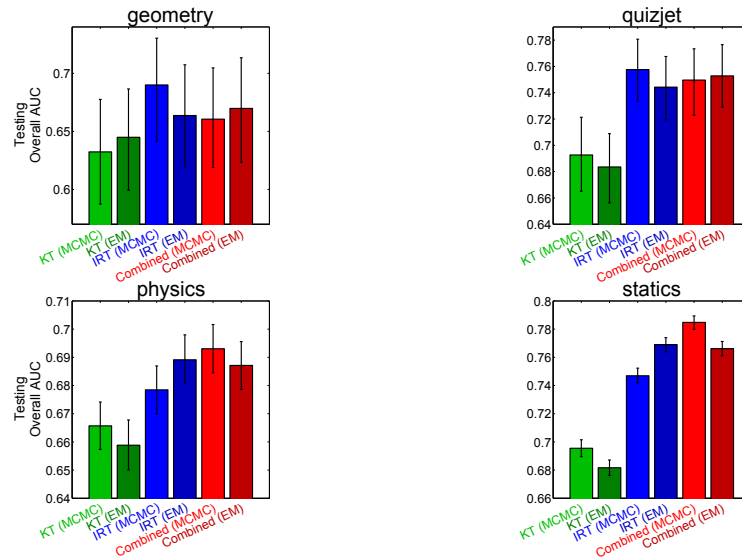 geometry
Testing
Overall AUC
0.7
0.65
0.6
KT (MCMC)
KT (EM)
IRT (MCMC)
IRT (EM)
Combined (MCMC)
Combined (EM)
quizjet
0.78
0.76
0.74
0.72
0.7
0.68
0.66
0.64
KT (MCMC)
KT (EM)
IRT (MCMC)
IRT (EM)
Combined (MCMC)
Combined (EM)
physics
Testing
Overall AUC
0.71
0.7
0.69
0.68
0.67
0.66
0.65
0.64
KT (MCMC)
KT (EM)
IRT (MCMC)
IRT (EM)
Combined (MCMC)
Combined (EM)
statics
0.8
0.78
0.76
0.74
0.72
0.7
0.68
0.66
KT (MCMC)
KT (EM)
IRT (MCMC)
IRT (EM)
Combined (MCMC)
Combined (EM)